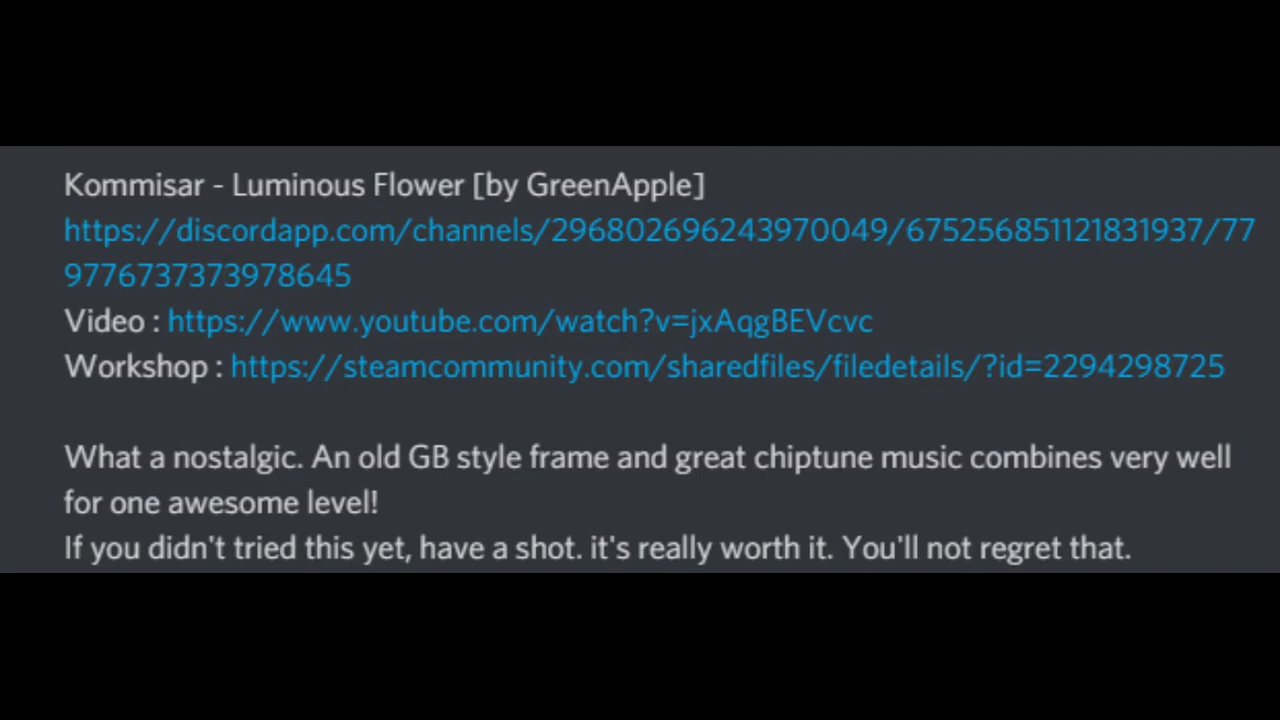 Kommisar - Luminous Flower [by GreenApple]
https://discordapp.com/channels/296802696243970049/675256851121831937/77
9776737373978645
Video : https://www.youtube.com/watch?v=jxAqgBEVcvc
Workshop : https://steamcommunity.com/sharedfiles/filedetails/?id=2294298725
What a nostalgic. An old GB style frame and great chiptune music combines very well
for one awesome level!
If you didn't tried this yet, have a shot. it's really worth it. You'll not regret that.